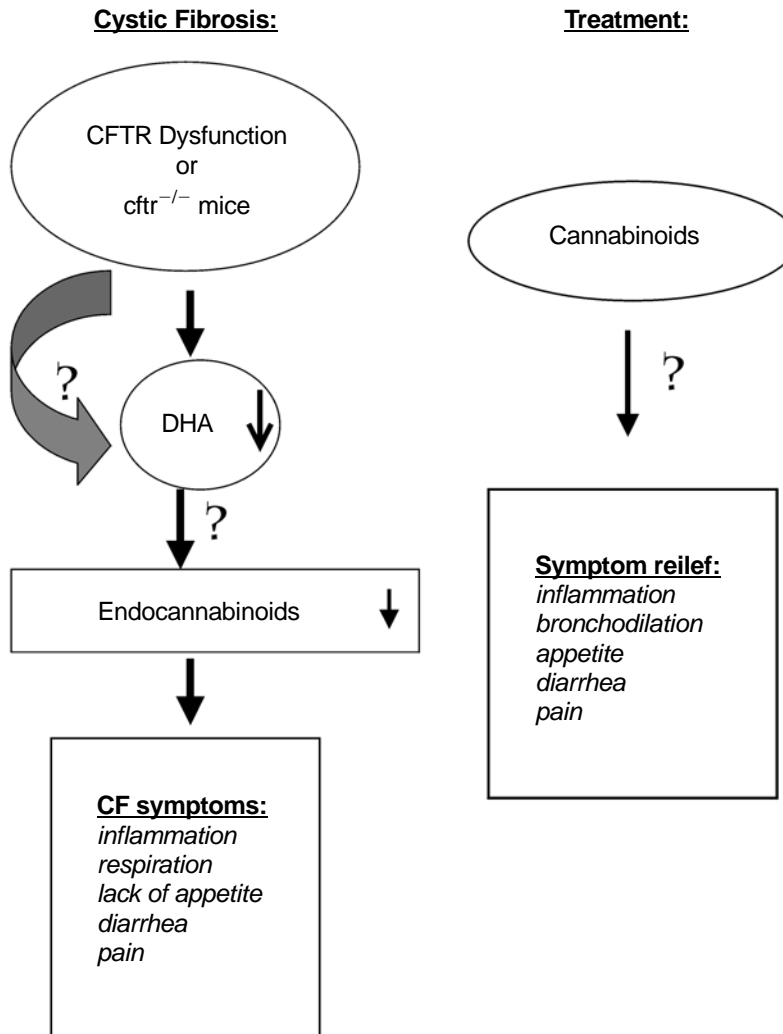 Cystic Fibrosis:
CFTR Dysfunction
or
cftr−/− mice
?
DHA
?
Endocannabinoids
CF symptoms:
inflammation
respiration
lack of appetite
diarrhea
pain
Treatment:
Cannabinoids
?
Symptom reilef:
inflammation
bronchodilation
appetite
diarrhea
pain